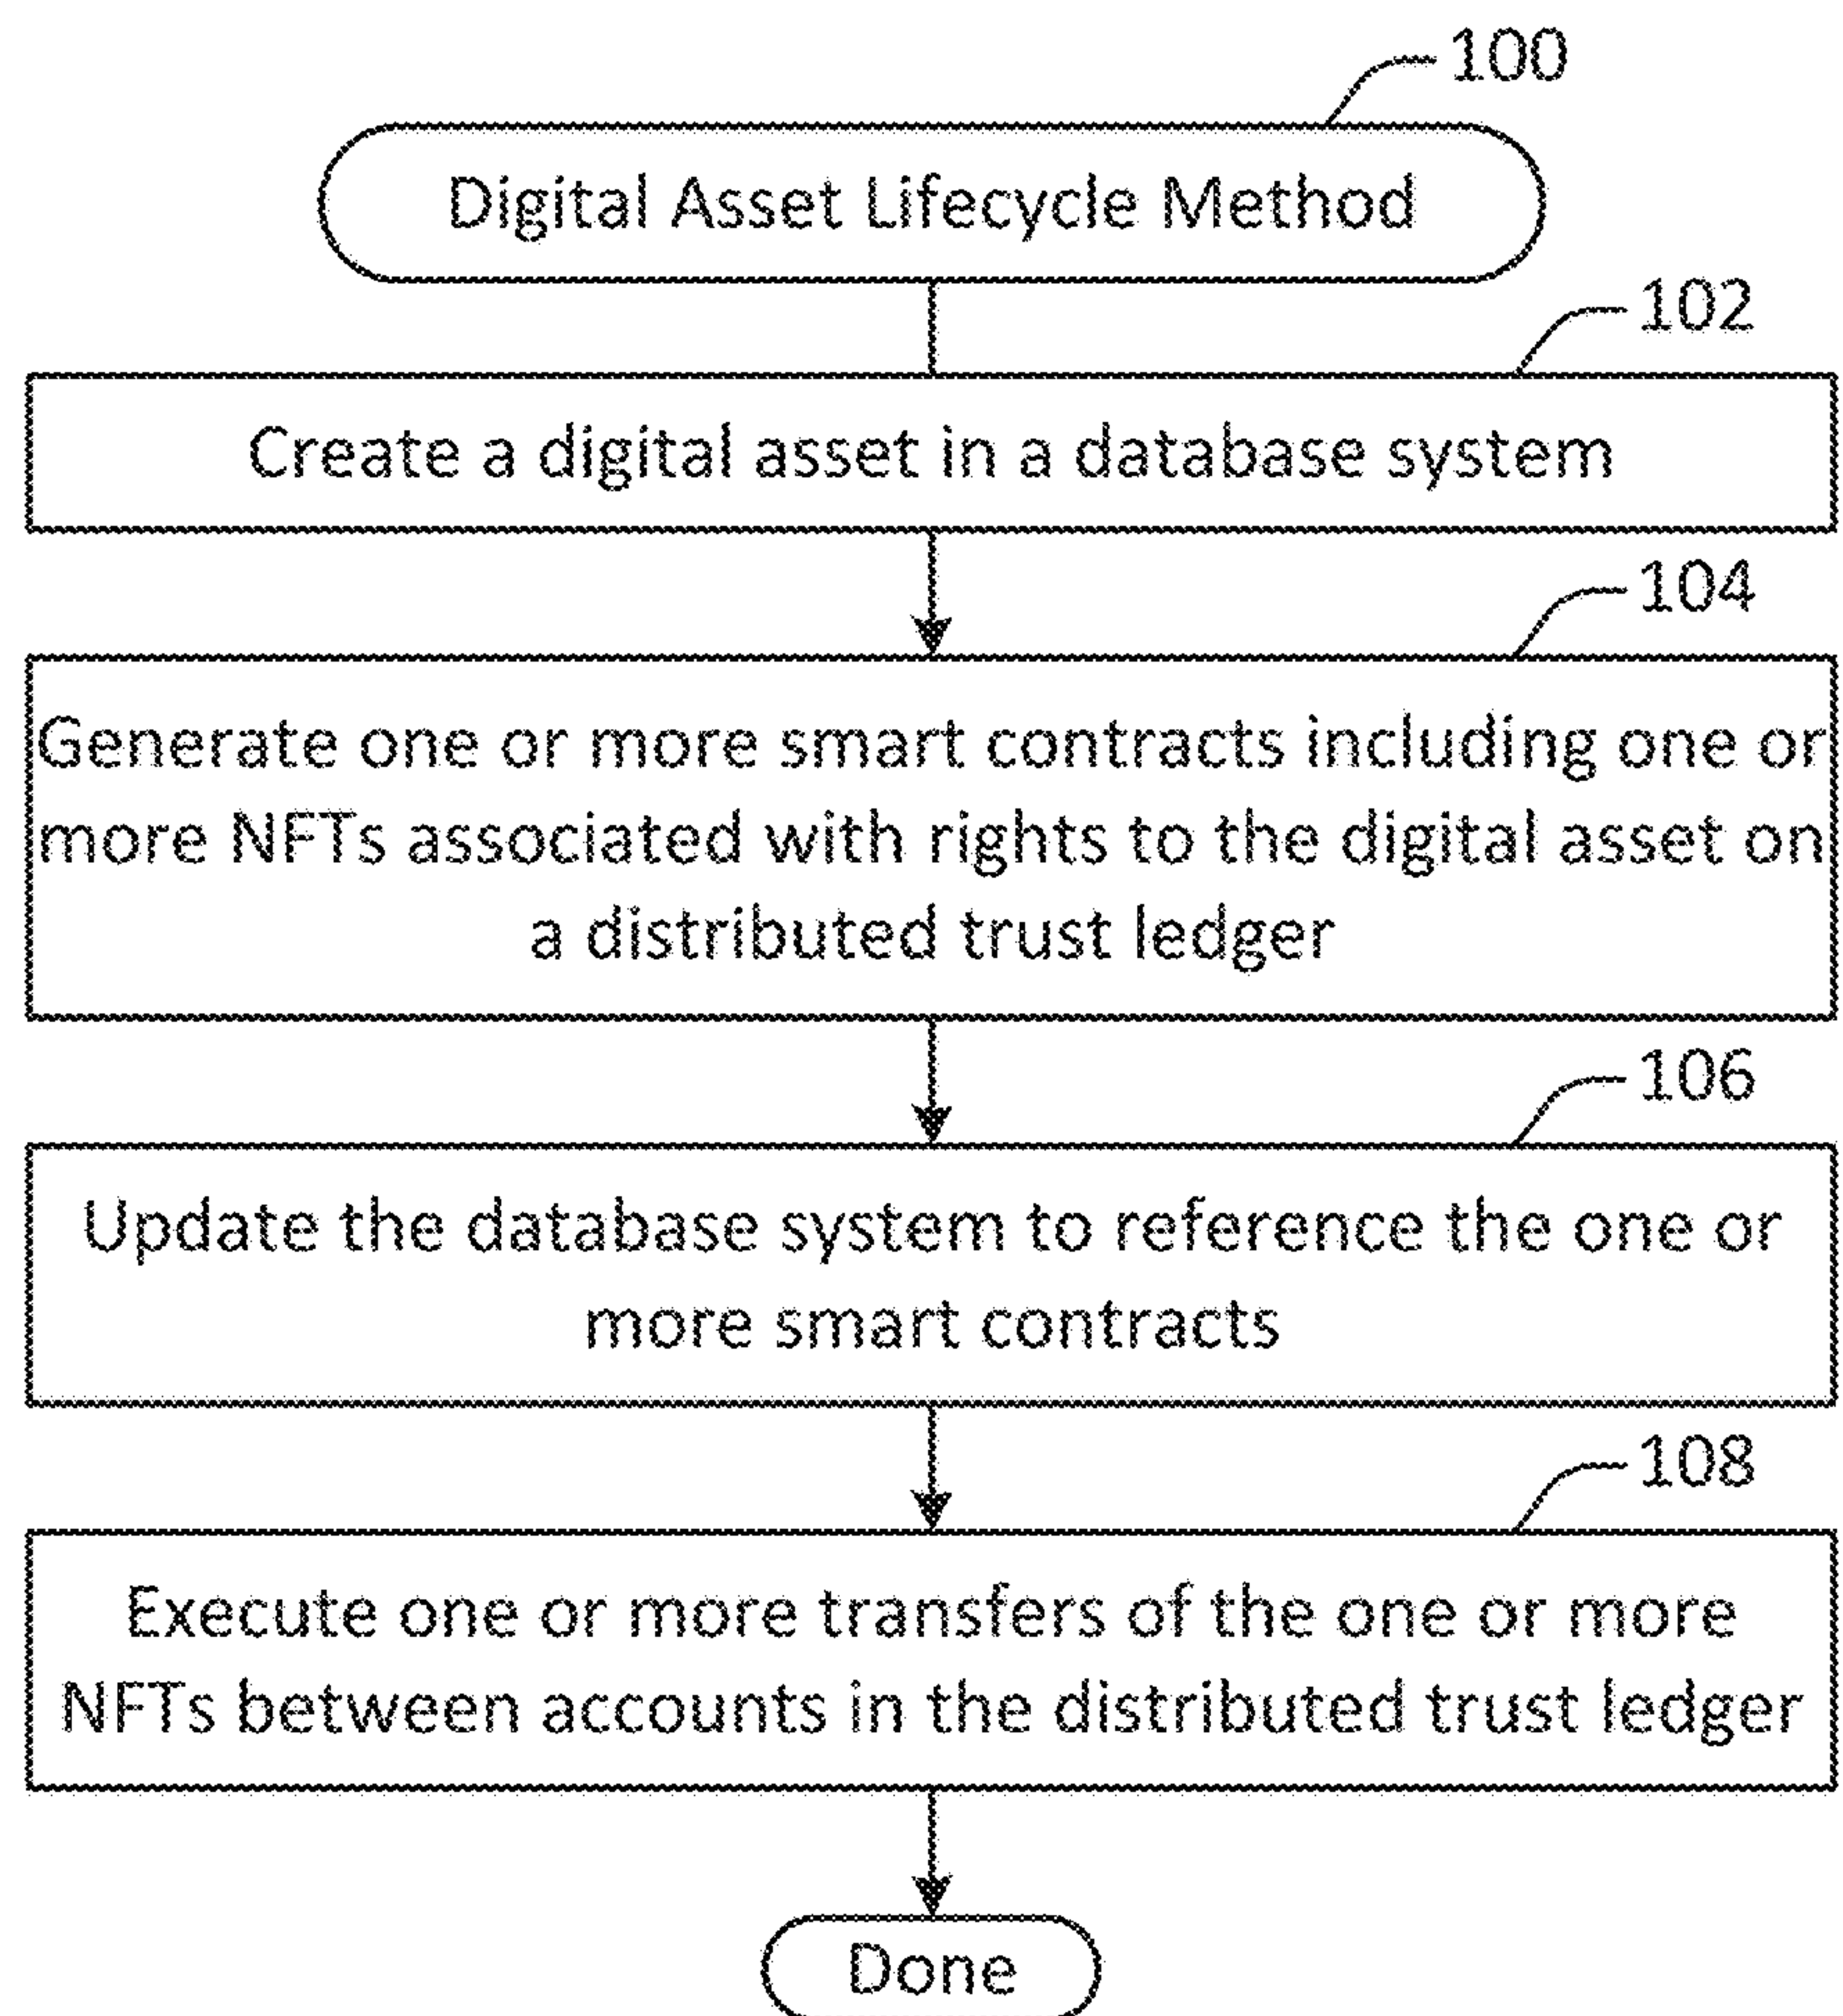 100
Digital Asset Lifecycle Method
102
Create a digital asset in a database system
104
Generate one or more smart contracts including one or
more NFTs associated with rights to the digital asset on
a distributed trust ledger
106
Update the database system to reference the one or
more smart contracts
108
Execute one or more transfers of the one or more
NFTs between accounts in the distributed trust ledger
Done